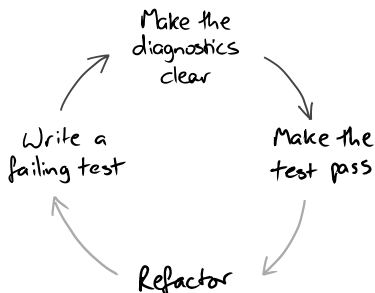 Make the
diagnostics
clear
Write a
failing test
Make the
test pass
Refactor